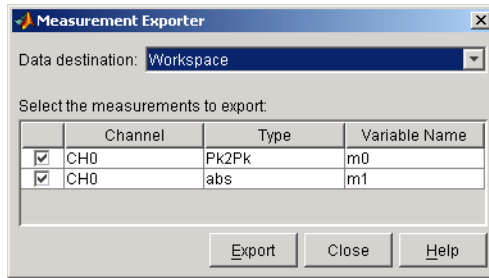 Measurement Exporter
Data destination: Workspace
Select the measurements to export:
Channel Type Variable Name
CH0 Pk2Pk m0
CH0 abs m1
Export Close Help